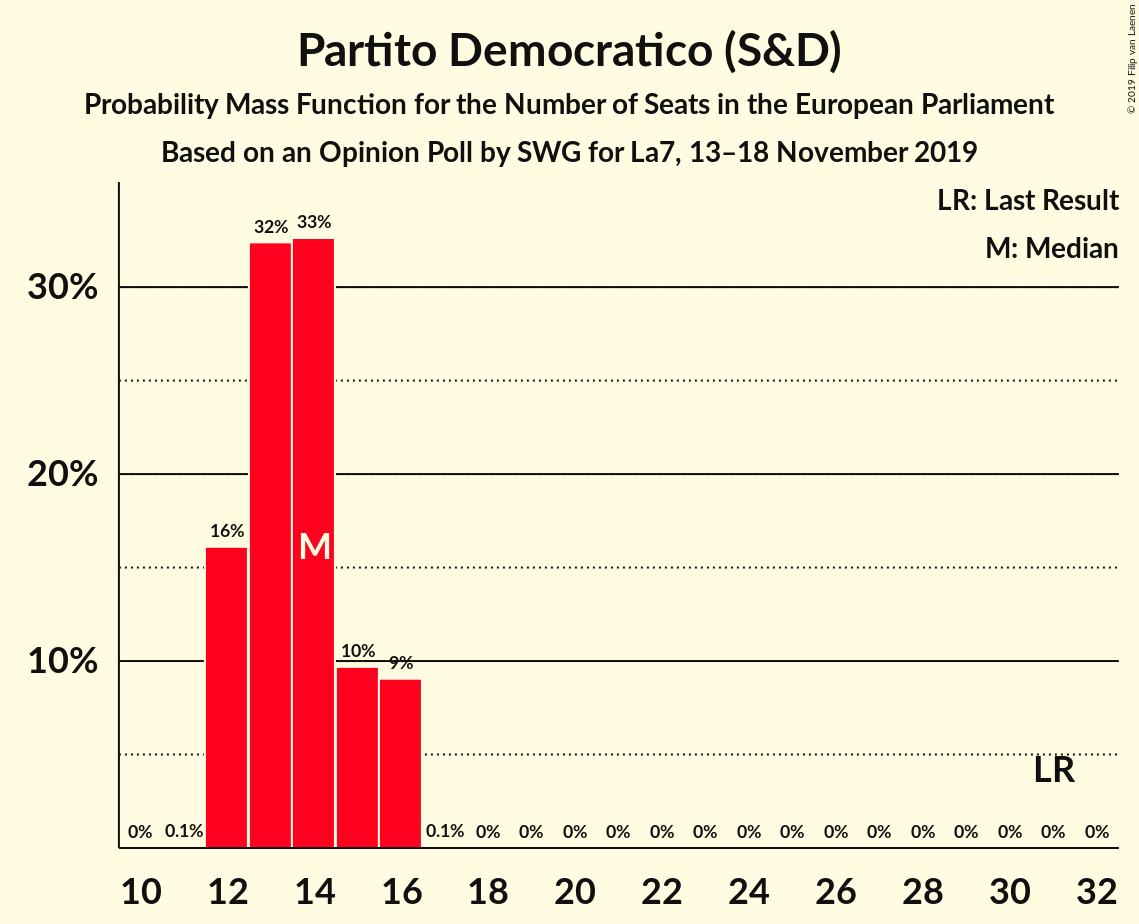 Partito Democratico (S&D)
Probability Mass Function for the Number of Seats in the European Parliament
Based on an Opinion Poll by SWG for La7, 13–18 November 2019
© 2019 Filip van Laenen
LR: Last Result
M: Median
30%
20%
10%
0% 0.1% 16% 32% 33% 10% 9% 0.1% 0% 0% 0% 0% 0% 0% 0% 0% 0% 0% 0% 0% 0% 0% 0%
M
LR
10 12 14 16 18 20 22 24 26 28 30 32